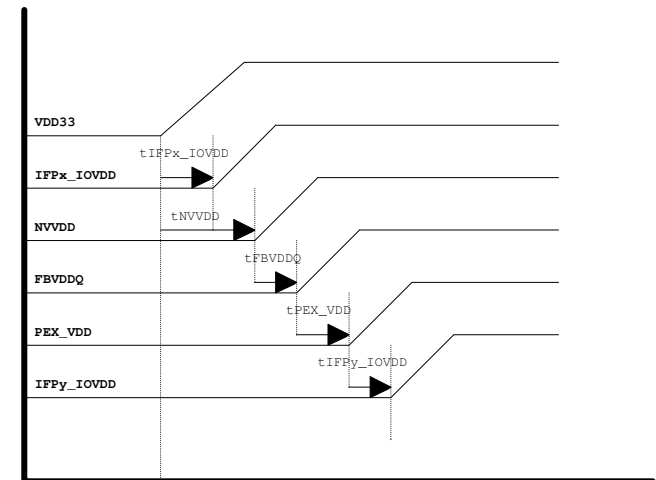 VDD33
tIFPx_IOVDD
IFPx_IOVDD
tNVVDD
NVVDD
tFBVDDQ
FBVDDQ
tPEX_VDD
PEX_VDD
tIFPy_IOVDD
IFPy_IOVDD